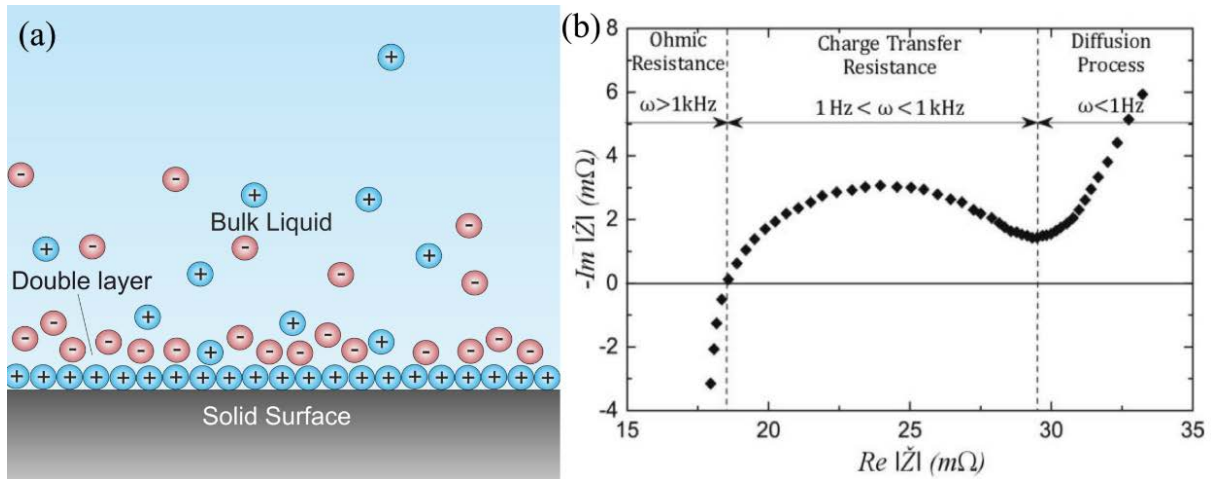 (a)
Bulk Liquid
Double layer
Solid Surface
(b)
Ohmic
Resistance
Charge Transfer
Resistance
Diffusion
Process
ω>1kHz
1 Hz < ω < 1 kHz
ω<1Hz
-Im |Ž| (mΩ)
8
6
4
2
0
-2
-4
15
20
25
30
35
Re |Ž| (mΩ)